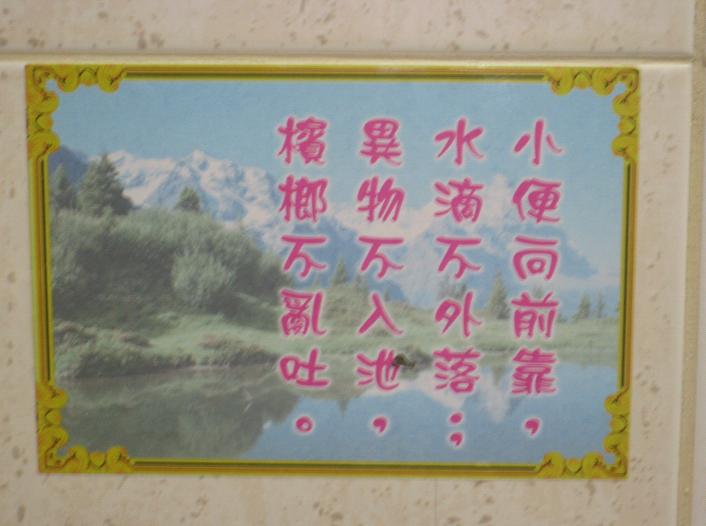 小便向前靠，
水滴不外落；
異物不入池，
檳榔不亂吐。